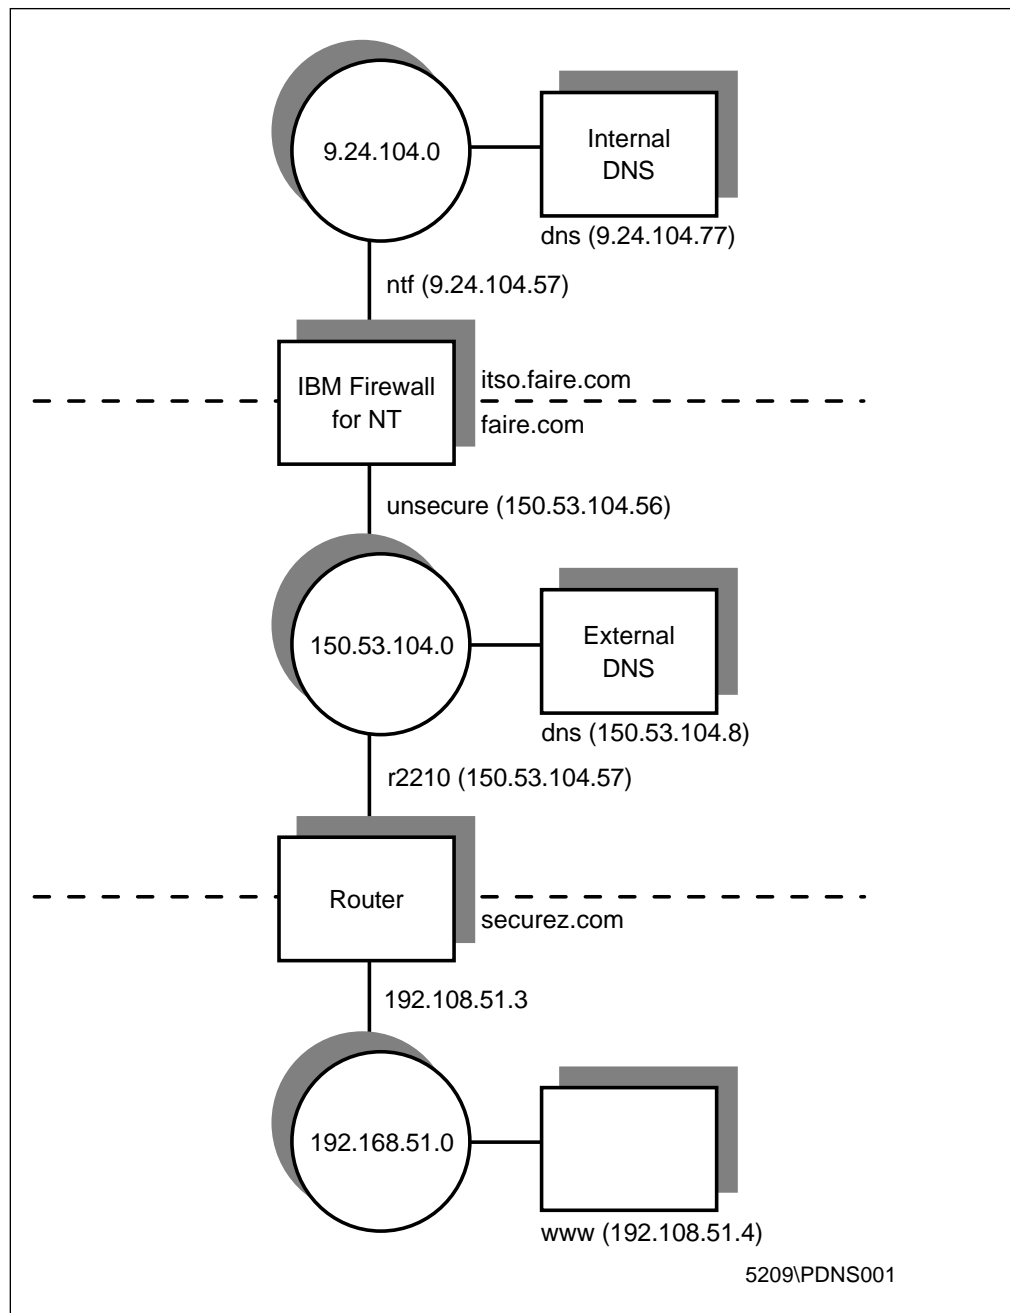 9.24.104.0
Internal
DNS
dns (9.24.104.77)
ntf (9.24.104.57)
IBM Firewall
for NT
itso.faire.com
faire.com
unsecure (150.53.104.56)
150.53.104.0
External
DNS
dns (150.53.104.8)
r2210 (150.53.104.57)
Router
securez.com
192.108.51.3
192.168.51.0
www (192.108.51.4)
5209\PDNS001